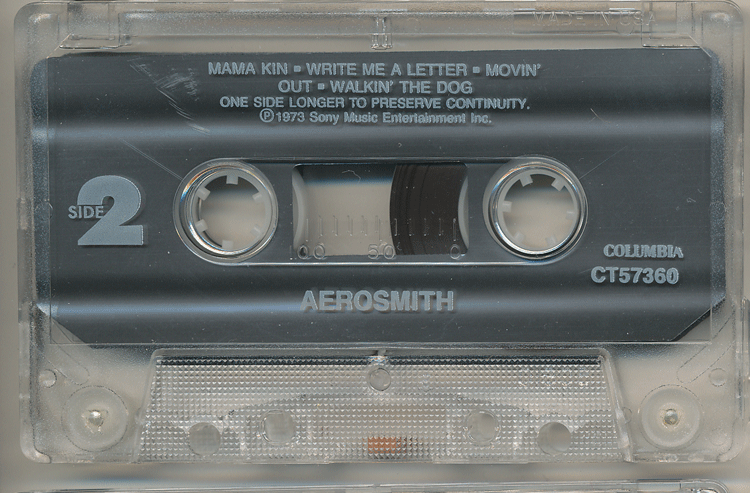 MAMA KIN ▪ WRITE ME A LETTER ▪ MOVIN'
OUT ▪ WALKIN' THE DOG
ONE SIDE LONGER TO PRESERVE CONTINUITY.
℗ 1973 Sony Music Entertainment Inc.
SIDE 2
100 50 0
COLUMBIA
CT57360
AEROSMITH